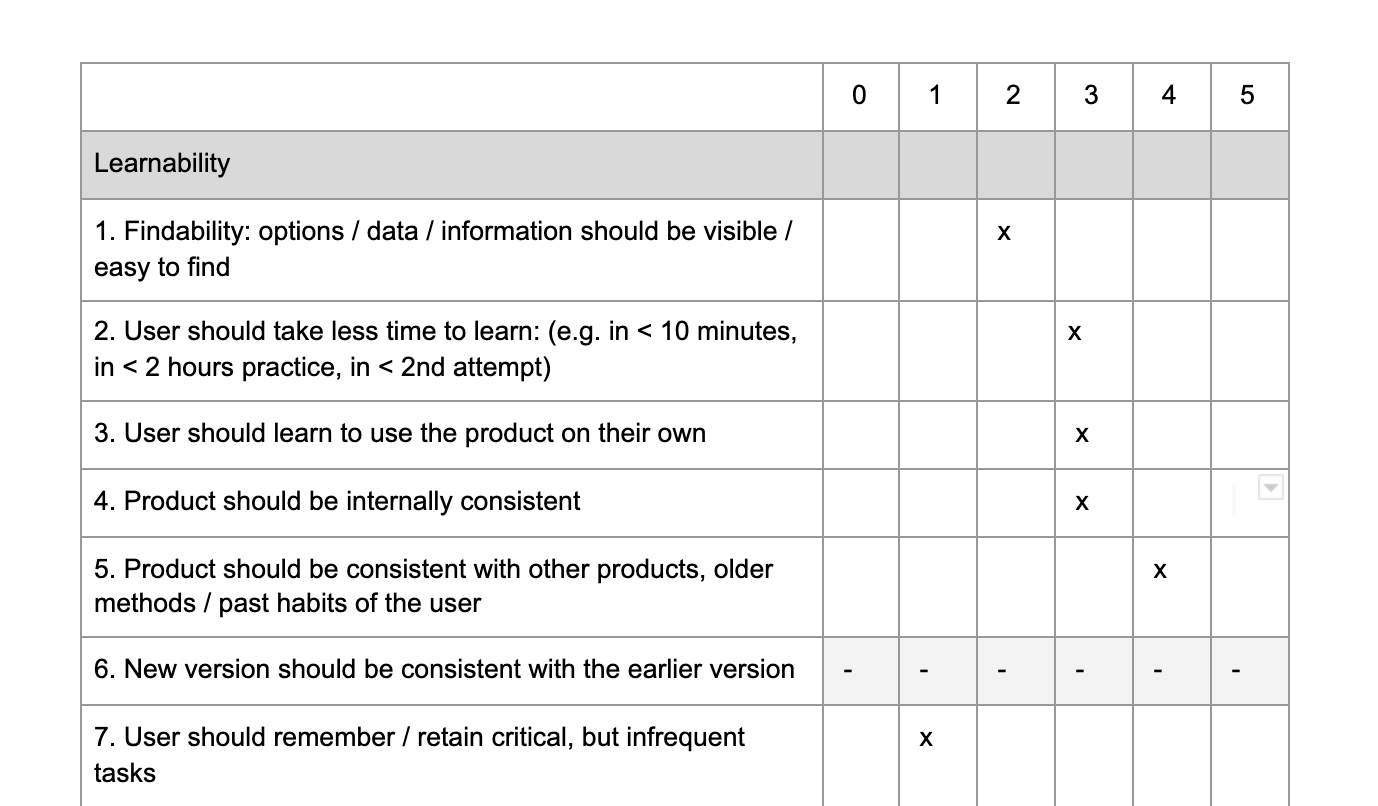 0 1 2 3 4 5
Learnability
1. Findability: options / data / information should be visible / x
easy to find
2. User should take less time to learn: (e.g. in < 10 minutes, x
in < 2 hours practice, in < 2nd attempt)
3. User should learn to use the product on their own x
4. Product should be internally consistent x
5. Product should be consistent with other products, older x
methods / past habits of the user
6. New version should be consistent with the earlier version - - - - - -
7. User should remember / retain critical, but infrequent x
tasks